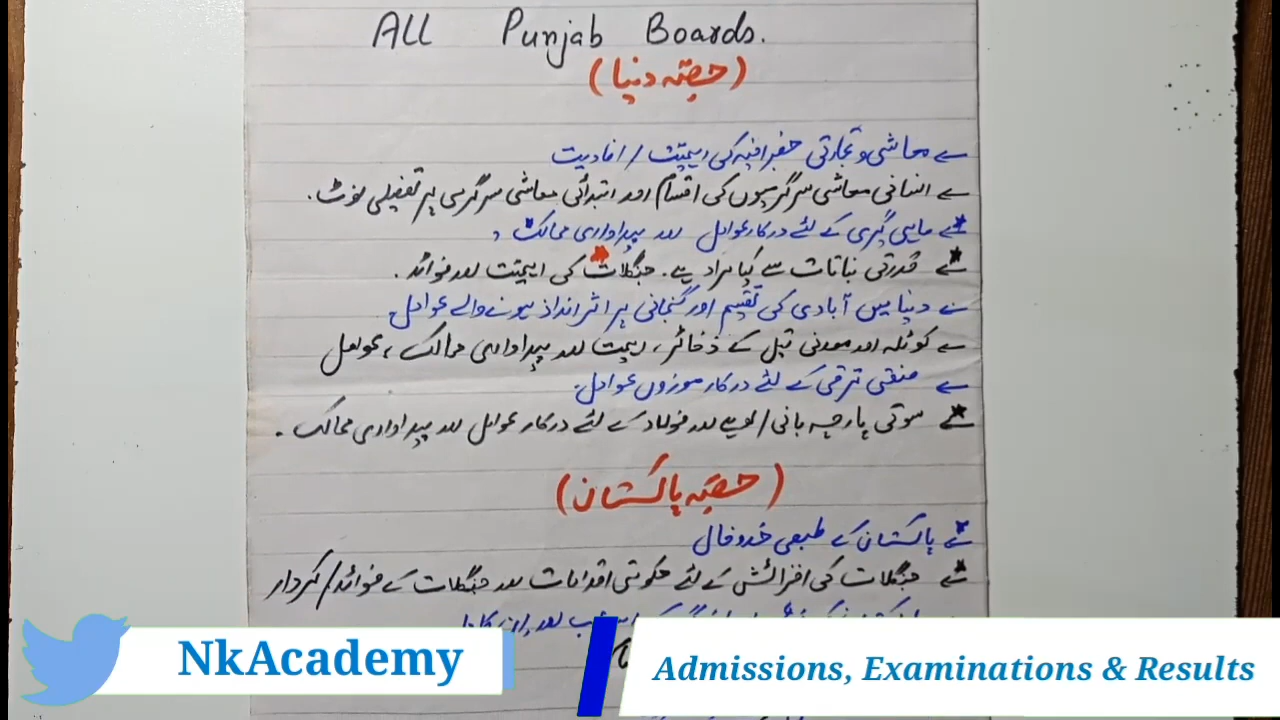 ALL Punjab Boards.
(حصّہ دنیا)
معاشی و تجارتی جغرافیہ کی اہمیّت / افادیت
انسانی معاشی سرگرمیوں کی اقسام اور ابتدائی معاشی سرگرمی پر تفصیلی نوٹ۔
ماہی گیری کے لئے درکار عوامل اور پیداواری ممالک ،
قدرتی نباتات سے کیا مراد ہے۔ جنگلات کی اہمیّت اور فوائد۔
دنیا میں آبادی کی تقسیم اور گنجانی پر اثر انداز ہونے والے عوامل۔
کوئلہ اور معدنی تیل کے ذخائر، اہمیت اور پیداواری ممالک ، عوامل
صنعتی ترقی کے لئے درکار موزوں عوامل۔
سوتی پارچہ بافی / لوہے اور فولاد کے لئے درکار عوامل اور پیداواری ممالک۔
(حصّہ پاکستان)
پاکستان کے طبعی خدوخال
جنگلات کی افزائش کے لئے حکومتی اقدامات اور جنگلات کے فوائد / کردار
NkAcademy
Admissions, Examinations & Results